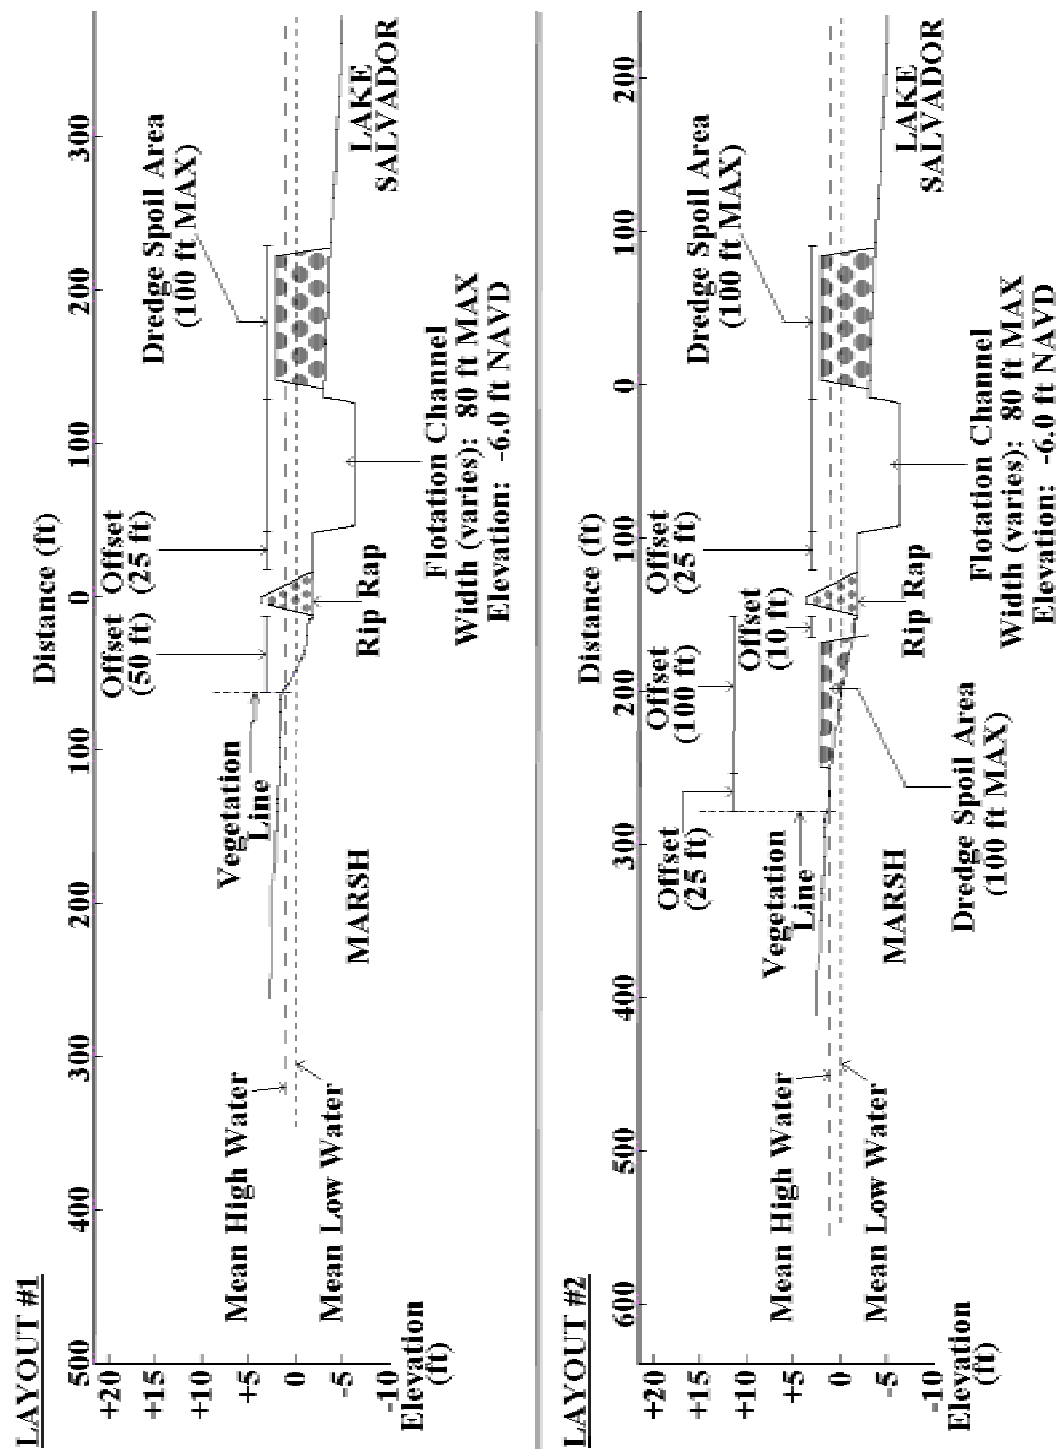 LAYOUT #1
Distance (ft)
500
400
300
200
100
0
100
200
300
Offset
(50 ft)
Offset
(25 ft)
Dredge Spoil Area
(100 ft MAX)
Vegetation
Line
Mean High Water
Mean Low Water
MARSH
Rip Rap
Flotation Channel
Width (varies): 80 ft MAX
Elevation: -6.0 ft NAVD
LAKE
SALVADOR
+20
+15
+10
+5
0
-5
-10
Elevation
(ft)
LAYOUT #2
Distance (ft)
600
500
400
300
200
100
0
100
200
Offset
(25 ft)
Offset
(100 ft)
Offset
(10 ft)
Offset
(25 ft)
Dredge Spoil Area
(100 ft MAX)
Vegetation
Line
Mean High Water
Mean Low Water
MARSH
Dredge Spoil Area
(100 ft MAX)
Rip Rap
Flotation Channel
Width (varies): 80 ft MAX
Elevation: -6.0 ft NAVD
LAKE
SALVADOR
+20
+15
+10
+5
0
-5
-10
Elevation
(ft)